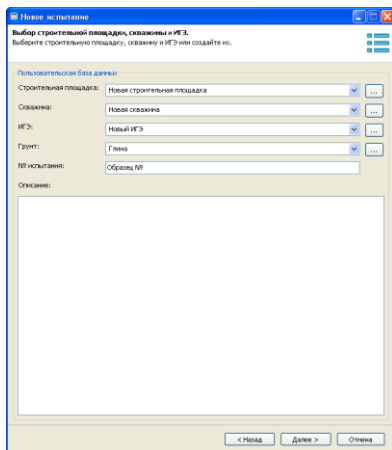 Новое испытание
Выбор строительной площадки, скважины и ИГЭ.
Выберите строительную площадку, скважину и ИГЭ или создайте их.
Пользовательская база данных
Строительная площадка: Новая строительная площадка ...
Скважина: Новая скважина ...
ИГЭ: Новый ИГЭ ...
Грунт: Глина ...
№ испытания: Образец №
Описание:
< Назад Далее > Отмена